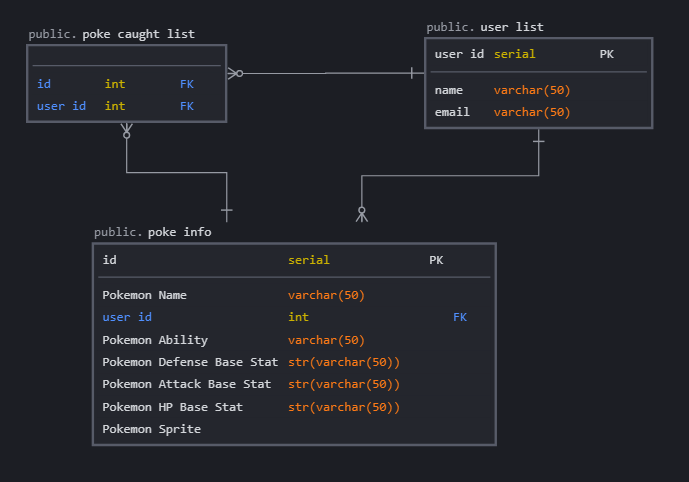 public. poke caught list
id int FK
user id int FK
public. user list
user id serial PK
name varchar(50)
email varchar(50)
public. poke info
id serial PK
Pokemon Name varchar(50)
user id int FK
Pokemon Ability varchar(50)
Pokemon Defense Base Stat str(varchar(50))
Pokemon Attack Base Stat str(varchar(50))
Pokemon HP Base Stat str(varchar(50))
Pokemon Sprite